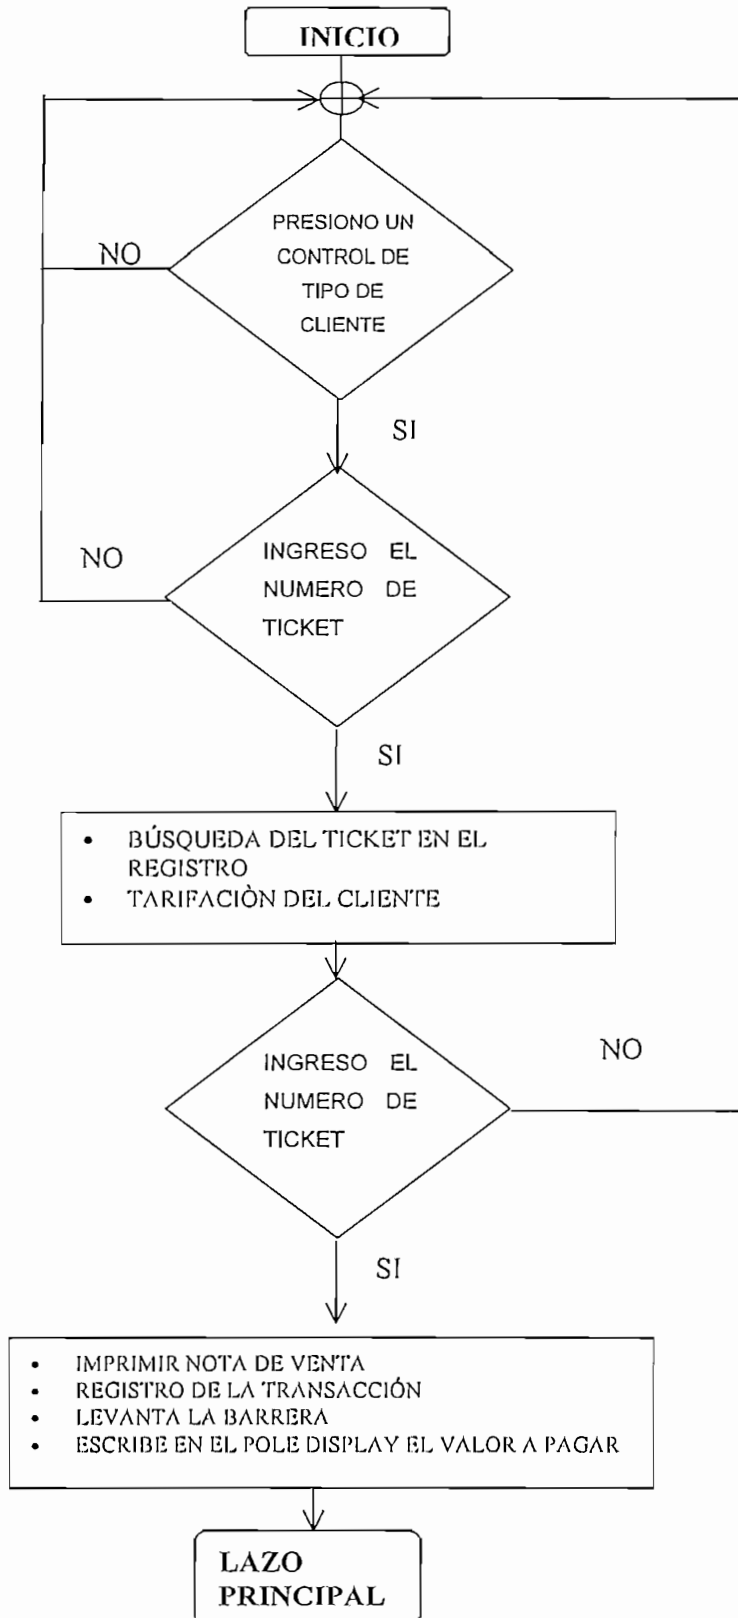 INICIO
PRESIONO UN
CONTROL DE
TIPO DE
CLIENTE
NO
SI
INGRESO EL
NUMERO DE
TICKET
NO
SI
• BÚSQUEDA DEL TICKET EN EL
REGISTRO
• TARIFACIÒN DEL CLIENTE
INGRESO EL
NUMERO DE
TICKET
NO
SI
• IMPRIMIR NOTA DE VENTA
• REGISTRO DE LA TRANSACCIÓN
• LEVANTA LA BARRERA
• ESCRIBE EN EL POLE DISPLAY EL VALOR A PAGAR
LAZO
PRINCIPAL